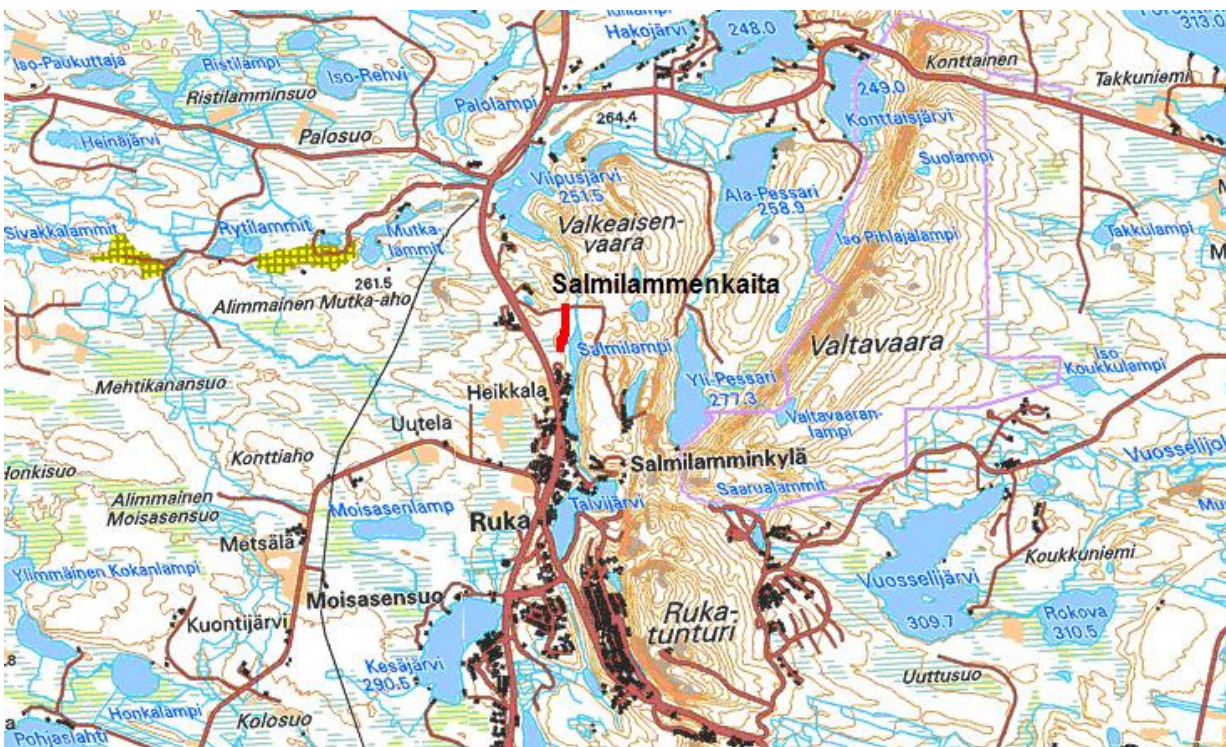 Hakojärvi
248.0
313.0
Iso-Paukuttaja
Ristilampi
Iso-Rehvi
Konttainen
Takkuniemi
Ristilamminsuo
Palolampi
249.0
264.4
Konttaisjärvi
Palosuo
Heinäjärvi
Suolampi
Viipusjärvi
251.5
Ala-Pessari
258.9
Valkeaisen-
vaara
Sivakkalammit
Rytilammit
Mutka-
lammit
Iso Pihlajalampi
Takkulampi
261.5
Alimmainen Mutka-aho
Salmilammenkaita
Salmilampi
Valtavaara
Iso
Koukkulampi
Mehtikanansuo
Heikkala
Yli-Pessari
277.3
Valtavaaran-
lampi
Uutela
Konttiaho
Salmilamminkylä
Honkisuo
Saarualammit
Alimmainen
Moisasensuo
Moisasenlamp
Ruka
Talvijärvi
Metsälä
Koukkuniemi
Ylimmäinen Kokanlampi
Moisasensuo
Vuosselijärvi
309.7
Rokova
310.5
Kuontijärvi
Ruka-
tunturi
Kesäjärvi
290.5
Uuttusuo
Honkalampi
Kolosuo
Pohjaslahti